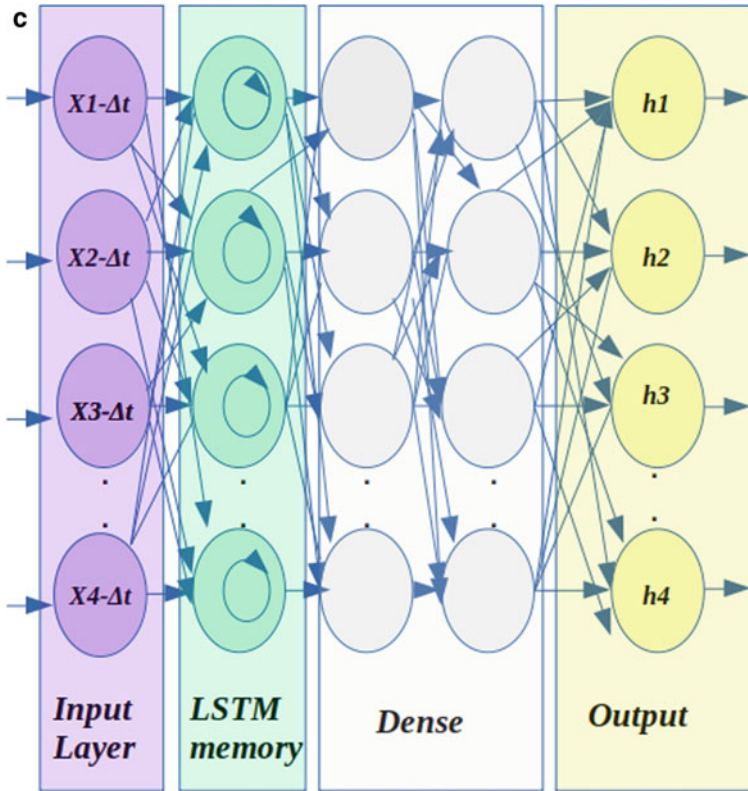 c
X1-Δt
h1
X2-Δt
h2
X3-Δt
h3
X4-Δt
h4
Input
Layer
LSTM
memory
Dense
Output